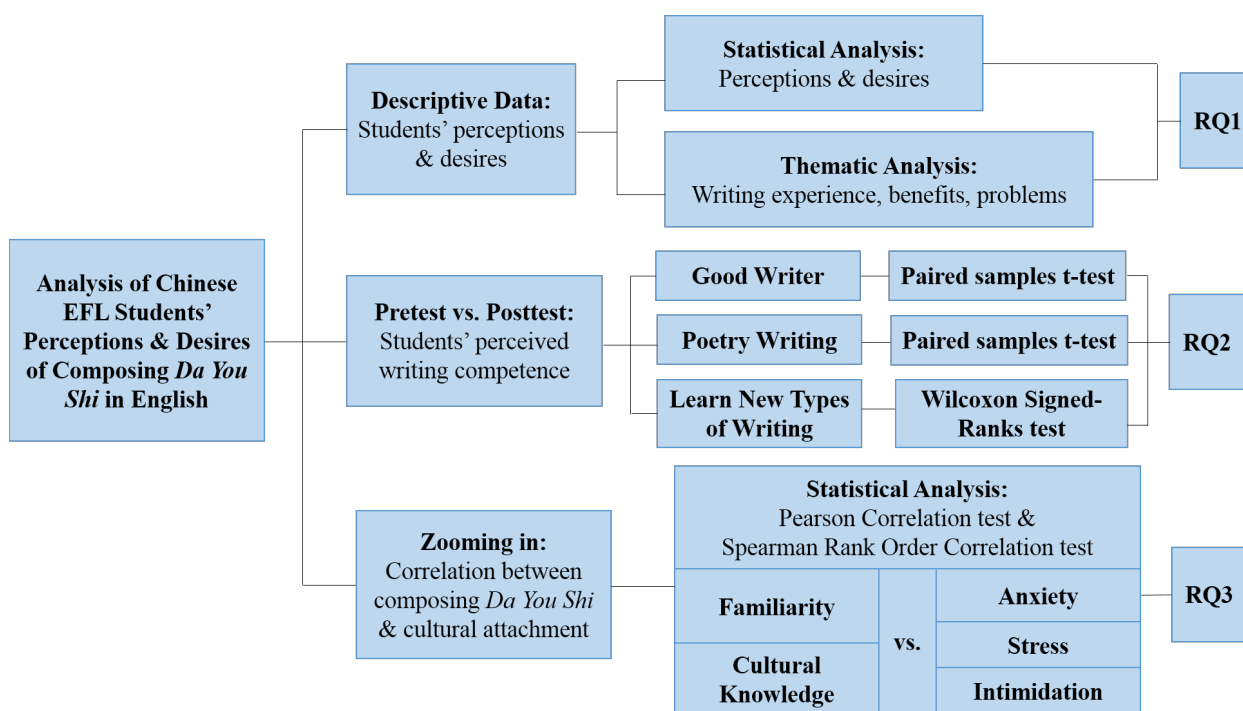 Analysis of Chinese
EFL Students’
Perceptions & Desires
of Composing Da You
Shi in English
Descriptive Data:
Students’ perceptions
& desires
Statistical Analysis:
Perceptions & desires
Thematic Analysis:
Writing experience, benefits, problems
RQ1
Pretest vs. Posttest:
Students’ perceived
writing competence
Good Writer
Paired samples t-test
Poetry Writing
Paired samples t-test
Learn New Types
of Writing
Wilcoxon Signed-
Ranks test
RQ2
Zooming in:
Correlation between
composing Da You Shi
& cultural attachment
Statistical Analysis:
Pearson Correlation test &
Spearman Rank Order Correlation test
Familiarity
Cultural
Knowledge
vs.
Anxiety
Stress
Intimidation
RQ3